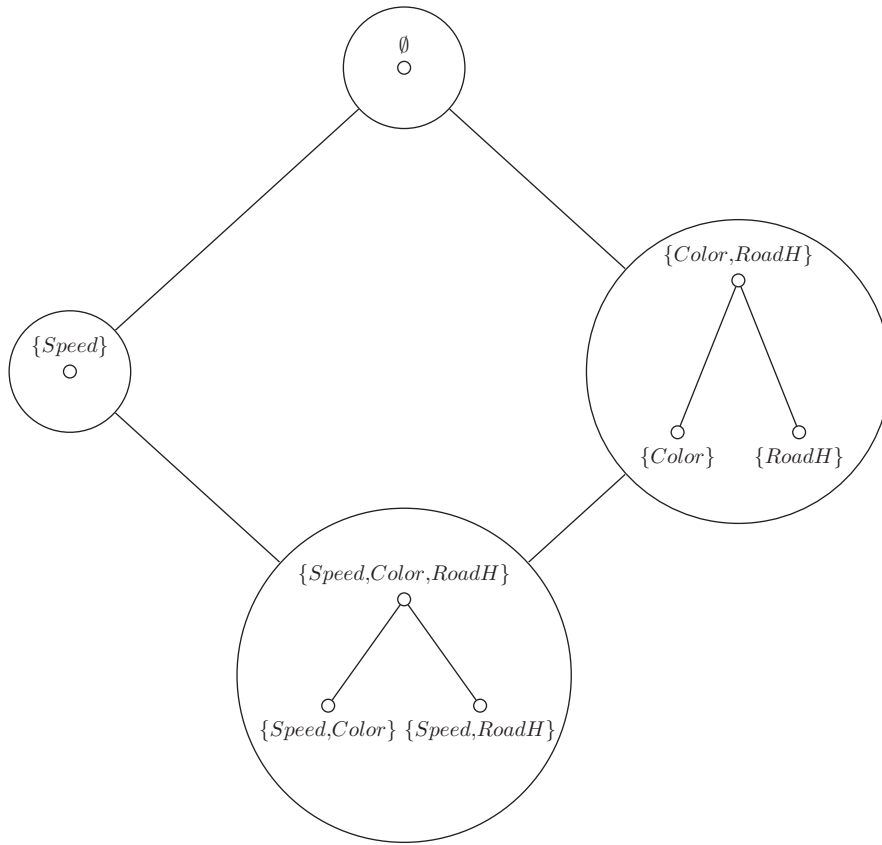 ∅
{Color,RoadH}
{Speed}
{Color} {RoadH}
{Speed,Color,RoadH}
{Speed,Color} {Speed,RoadH}